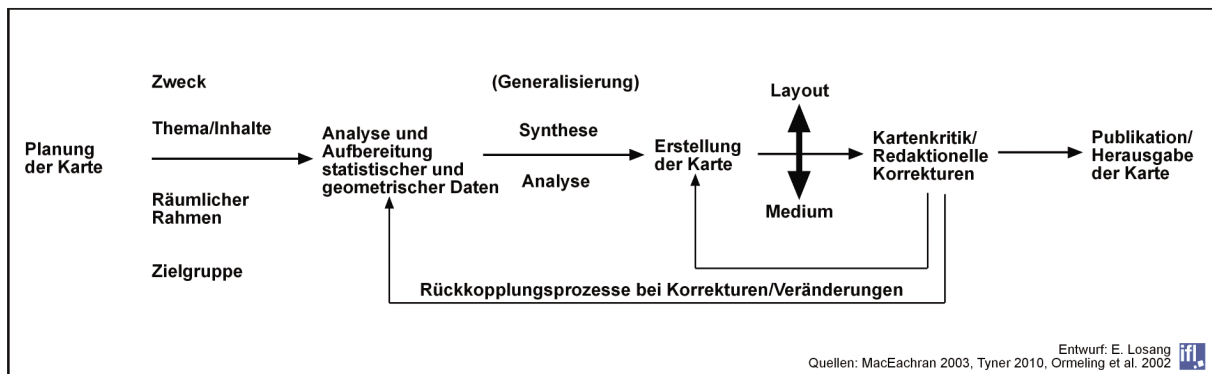 Planung
der Karte
Zweck
Thema/Inhalte
Räumlicher
Rahmen
Zielgruppe
Analyse und
Aufbereitung
statistischer und
geometrischer Daten
(Generalisierung)
Synthese
Analyse
Erstellung
der Karte
Layout
Medium
Kartenkritik/
Redaktionelle
Korrekturen
Publikation/
Herausgabe
der Karte
Rückkopplungsprozesse bei Korrekturen/Veränderungen
Entwurf: E. Losang
Quellen: MacEachran 2003, Tyner 2010, Ormeling et al. 2002
ifl